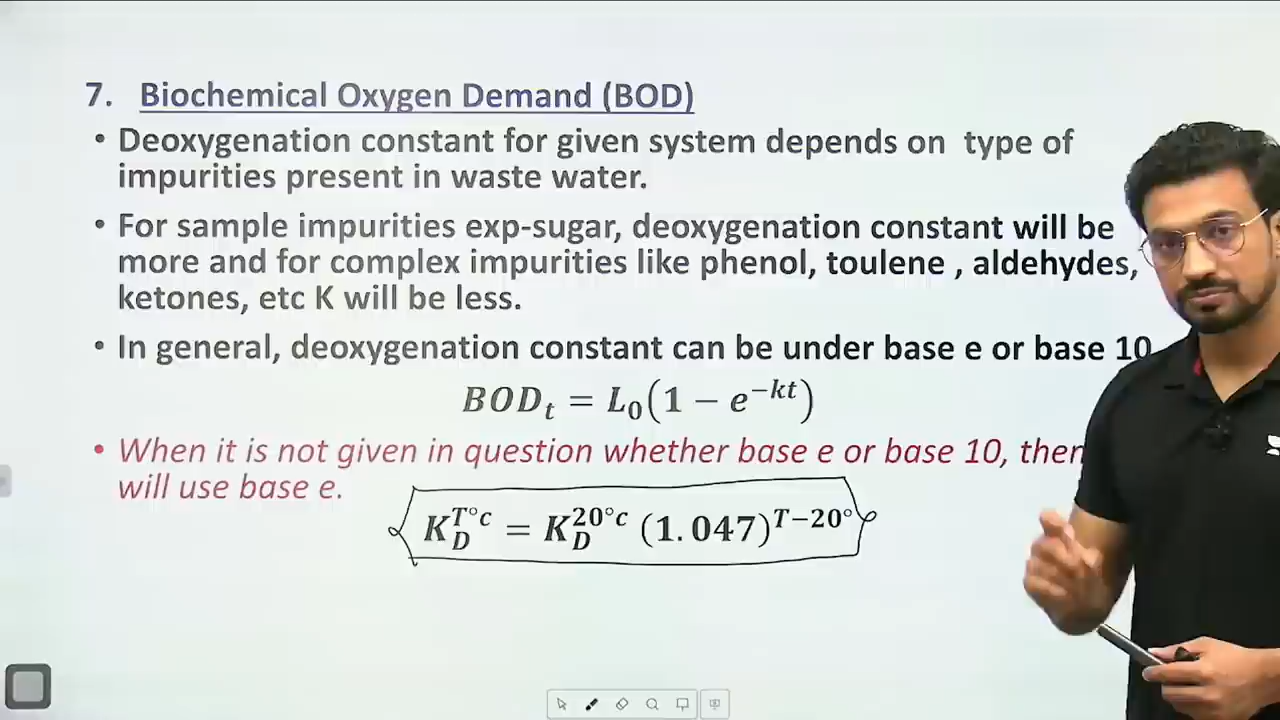 7. Biochemical Oxygen Demand (BOD)
• Deoxygenation constant for given system depends on type of
impurities present in waste water.
• For sample impurities exp-sugar, deoxygenation constant will be
more and for complex impurities like phenol, toulene , aldehydes,
ketones, etc K will be less.
• In general, deoxygenation constant can be under base e or base 10
BOD_t = L_0(1 − e^{−kt})
• When it is not given in question whether base e or base 10, then
will use base e.
K_D^{T°c} = K_D^{20°c} (1.047)^{T−20°}